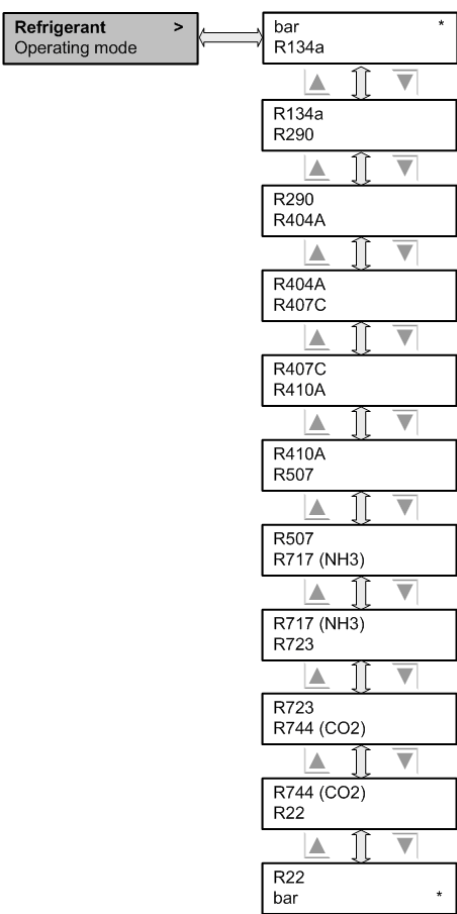 Refrigerant >
Operating mode
bar *
R134a
R134a
R290
R290
R404A
R404A
R407C
R407C
R410A
R410A
R507
R507
R717 (NH3)
R717 (NH3)
R723
R723
R744 (CO2)
R744 (CO2)
R22
R22
bar *